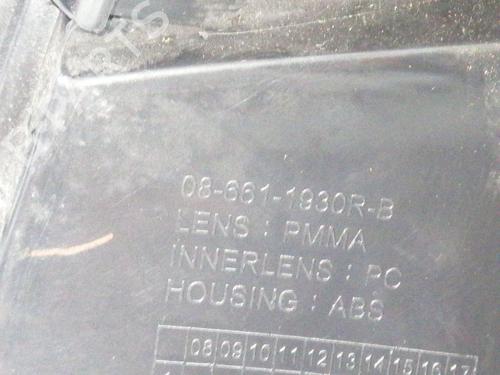 08-661-1930R-B
LENS : PMMA
INNERLENS : PC
HOUSING : ABS
08 09 10 11 12 13 14 15 16 17